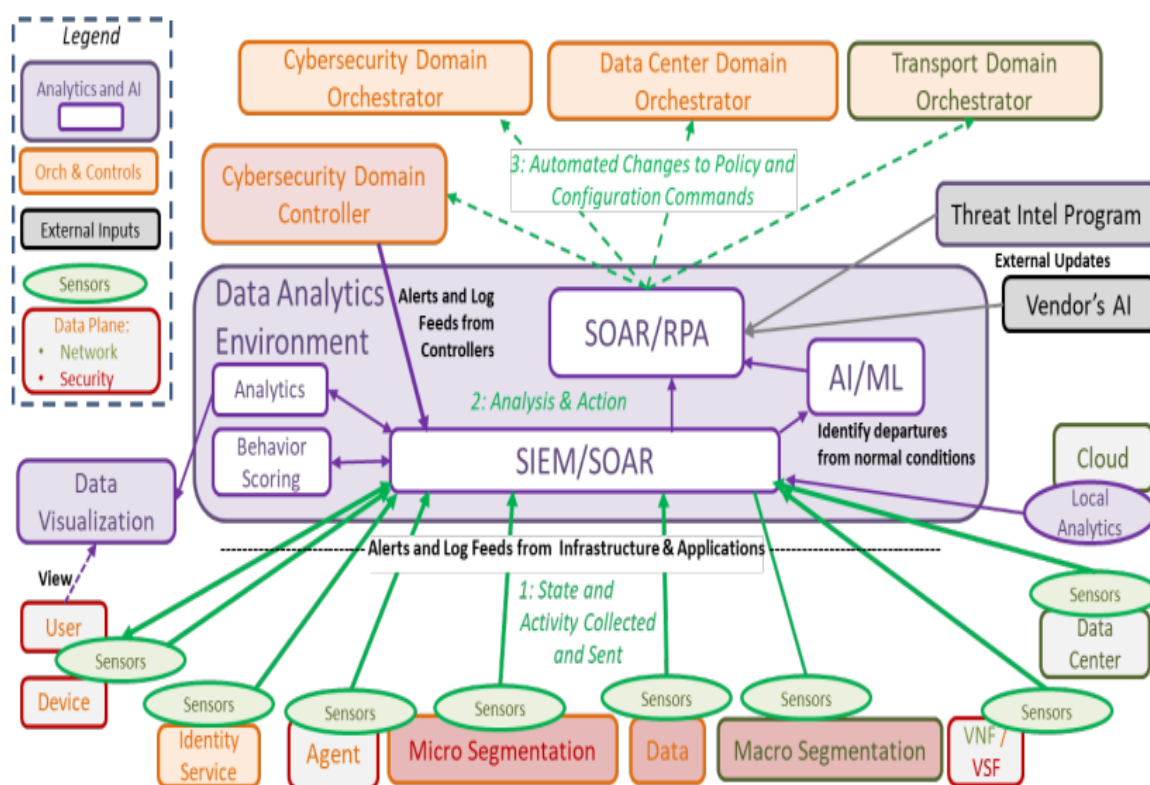 Legend
Analytics and AI
Orch & Controls
External Inputs
Sensors
Data Plane:
• Network
• Security
Cybersecurity Domain
Orchestrator
Data Center Domain
Orchestrator
Transport Domain
Orchestrator
Cybersecurity Domain
Controller
3: Automated Changes to Policy and
Configuration Commands
Threat Intel Program
External Updates
Vendor's AI
Data Analytics
Environment
Alerts and Log
Feeds from
Controllers
SOAR/RPA
AI/ML
Analytics
2: Analysis & Action
Identify departures
from normal conditions
Behavior
Scoring
SIEM/SOAR
Cloud
Local
Analytics
Data
Visualization
Alerts and Log Feeds from Infrastructure & Applications
View
1: State and
Activity Collected
and Sent
User
Sensors
Device
Sensors
Data
Center
Sensors
Identity
Service
Sensors
Agent
Sensors
Micro Segmentation
Sensors
Data
Sensors
Macro Segmentation
Sensors
VNF /
VSF